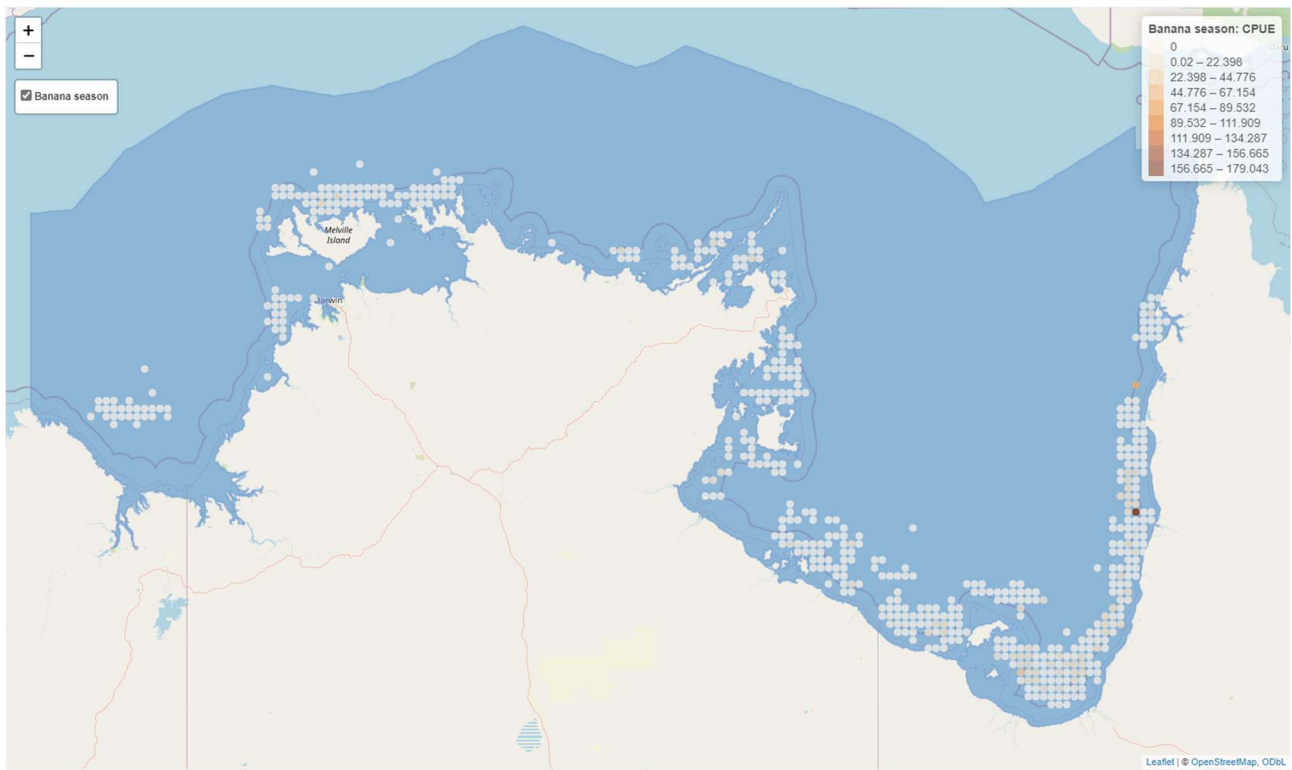 +
−
Banana season
Banana season: CPUE
0
0.02 – 22.398
22.398 – 44.776
44.776 – 67.154
67.154 – 89.532
89.532 – 111.909
111.909 – 134.287
134.287 – 156.665
156.665 – 179.043
Melville
Island
Leaflet | © OpenStreetMap, ODbL